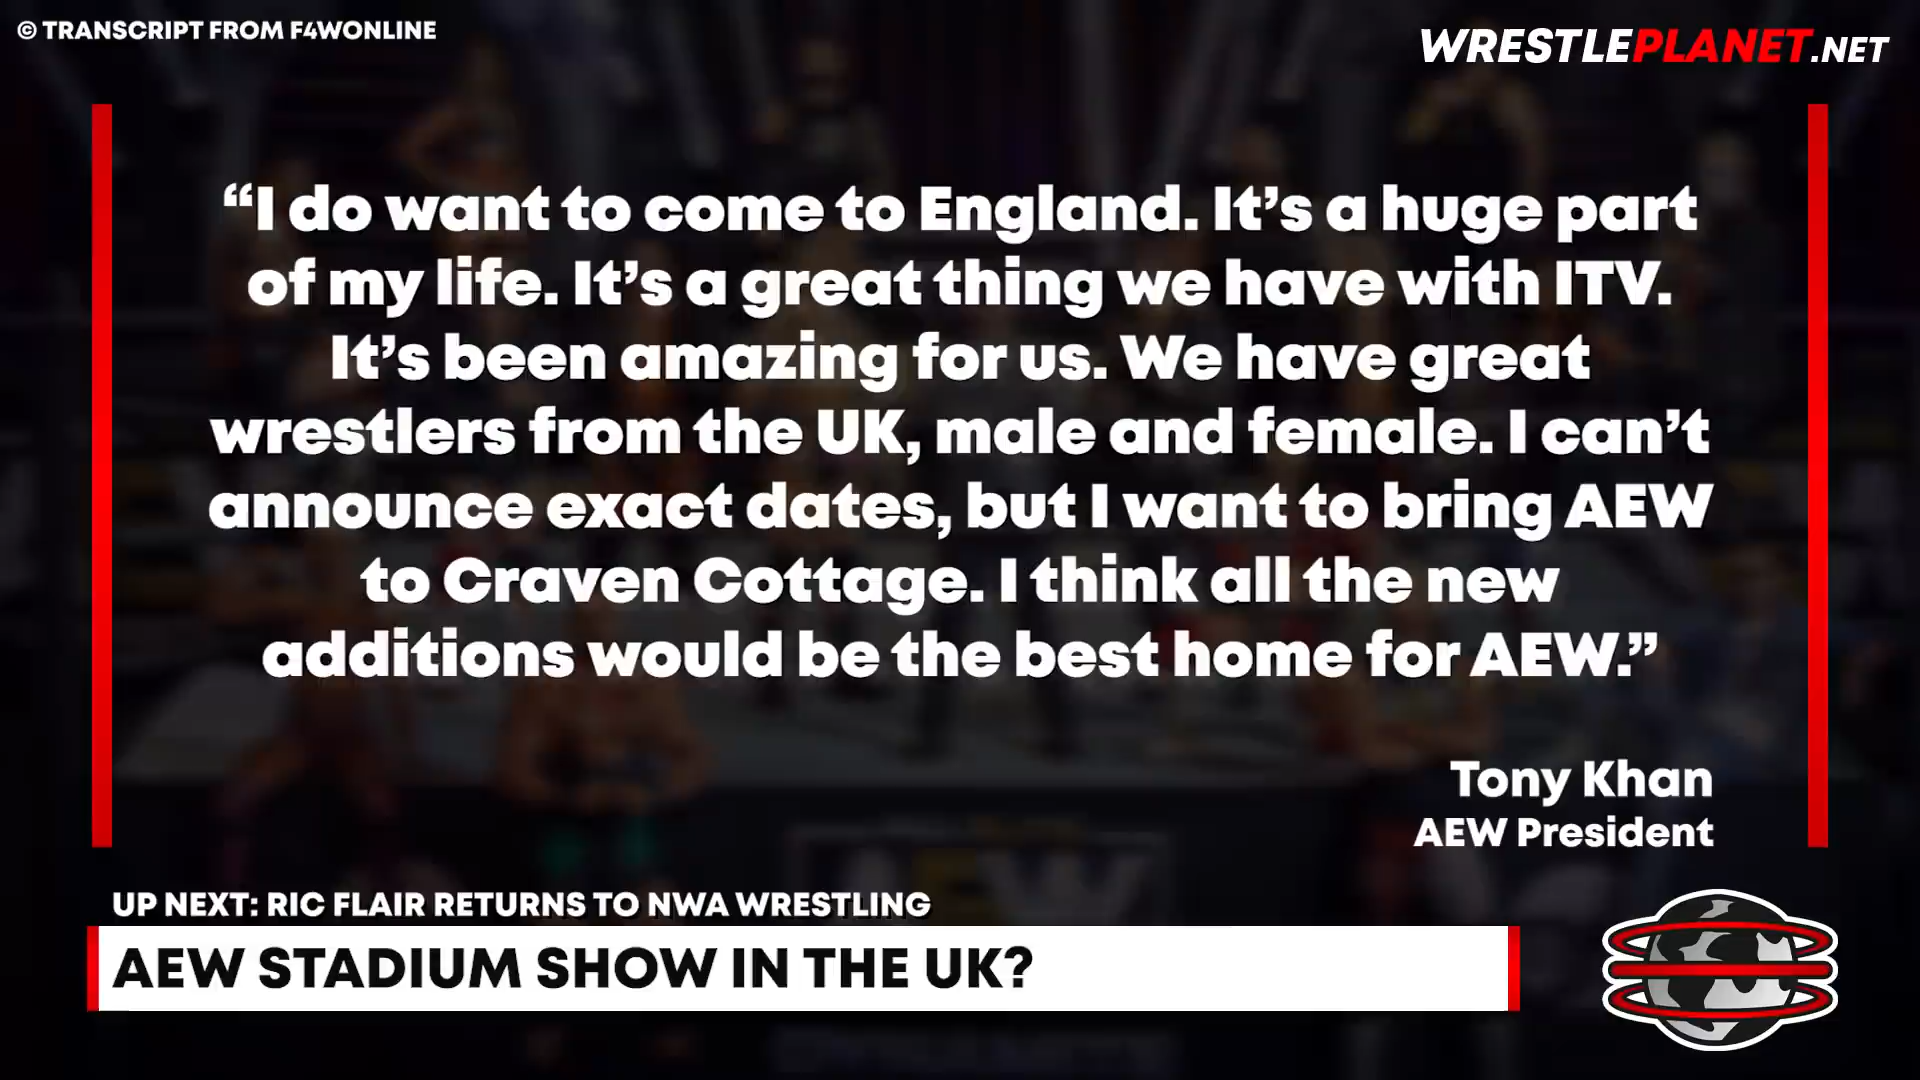 © TRANSCRIPT FROM F4WONLINE
WRESTLEPLANET.NET
“I do want to come to England. It’s a huge part
of my life. It’s a great thing we have with ITV.
It’s been amazing for us. We have great
wrestlers from the UK, male and female. I can’t
announce exact dates, but I want to bring AEW
to Craven Cottage. I think all the new
additions would be the best home for AEW.”
Tony Khan
AEW President
UP NEXT: RIC FLAIR RETURNS TO NWA WRESTLING
AEW STADIUM SHOW IN THE UK?
AEW